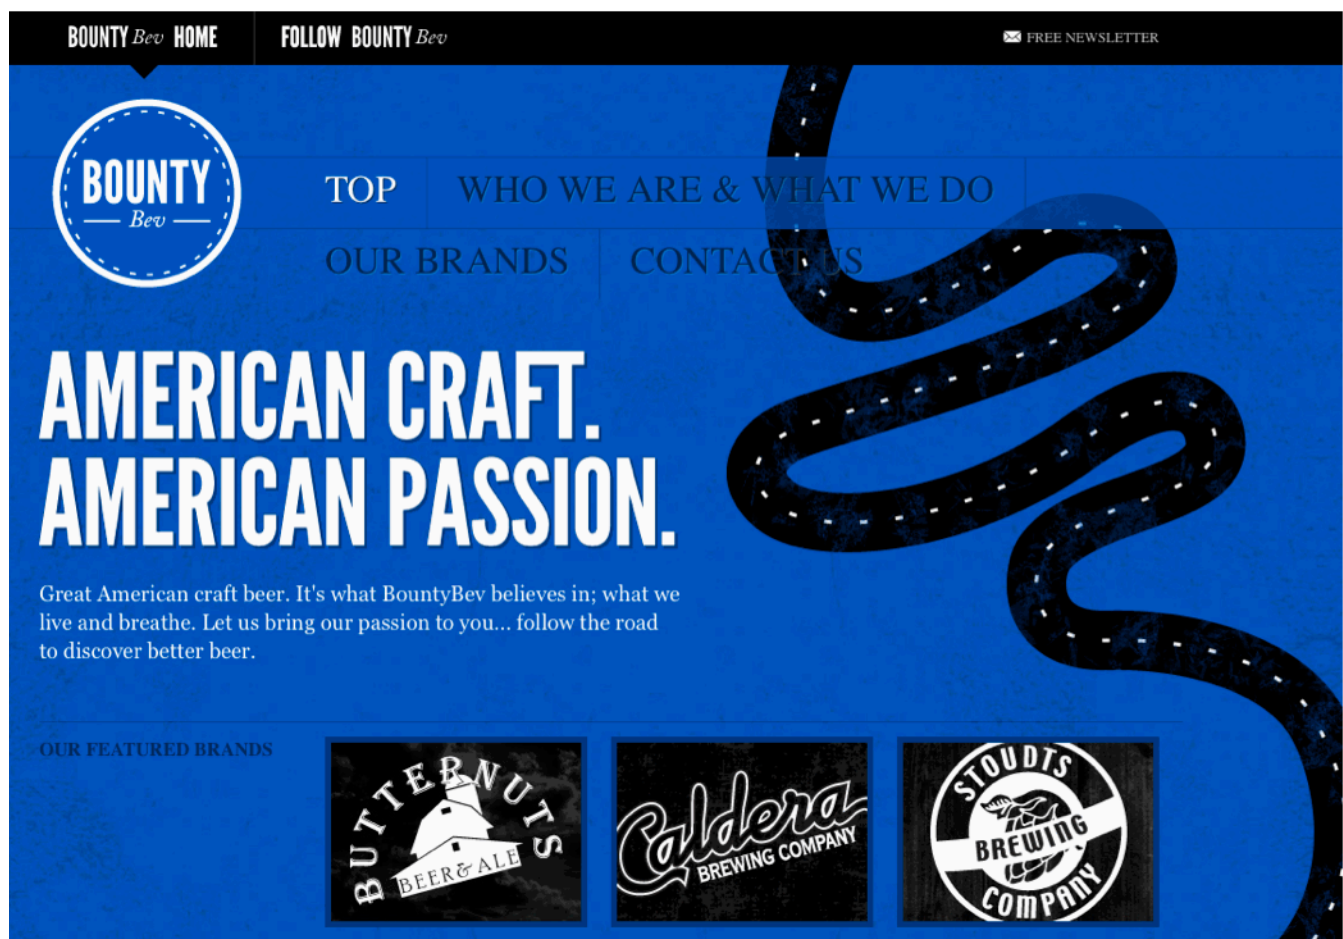 BOUNTY Bev HOME
FOLLOW BOUNTY Bev
FREE NEWSLETTER
BOUNTY
Bev
TOP
WHO WE ARE & WHAT WE DO
OUR BRANDS
CONTACT US
AMERICAN CRAFT.
AMERICAN PASSION.
Great American craft beer. It's what BountyBev believes in; what we
live and breathe. Let us bring our passion to you... follow the road
to discover better beer.
OUR FEATURED BRANDS
BUTTERNUTS
BEER & ALE
Caldera
BREWING COMPANY
STOUDTS
BREWING
COMPANY